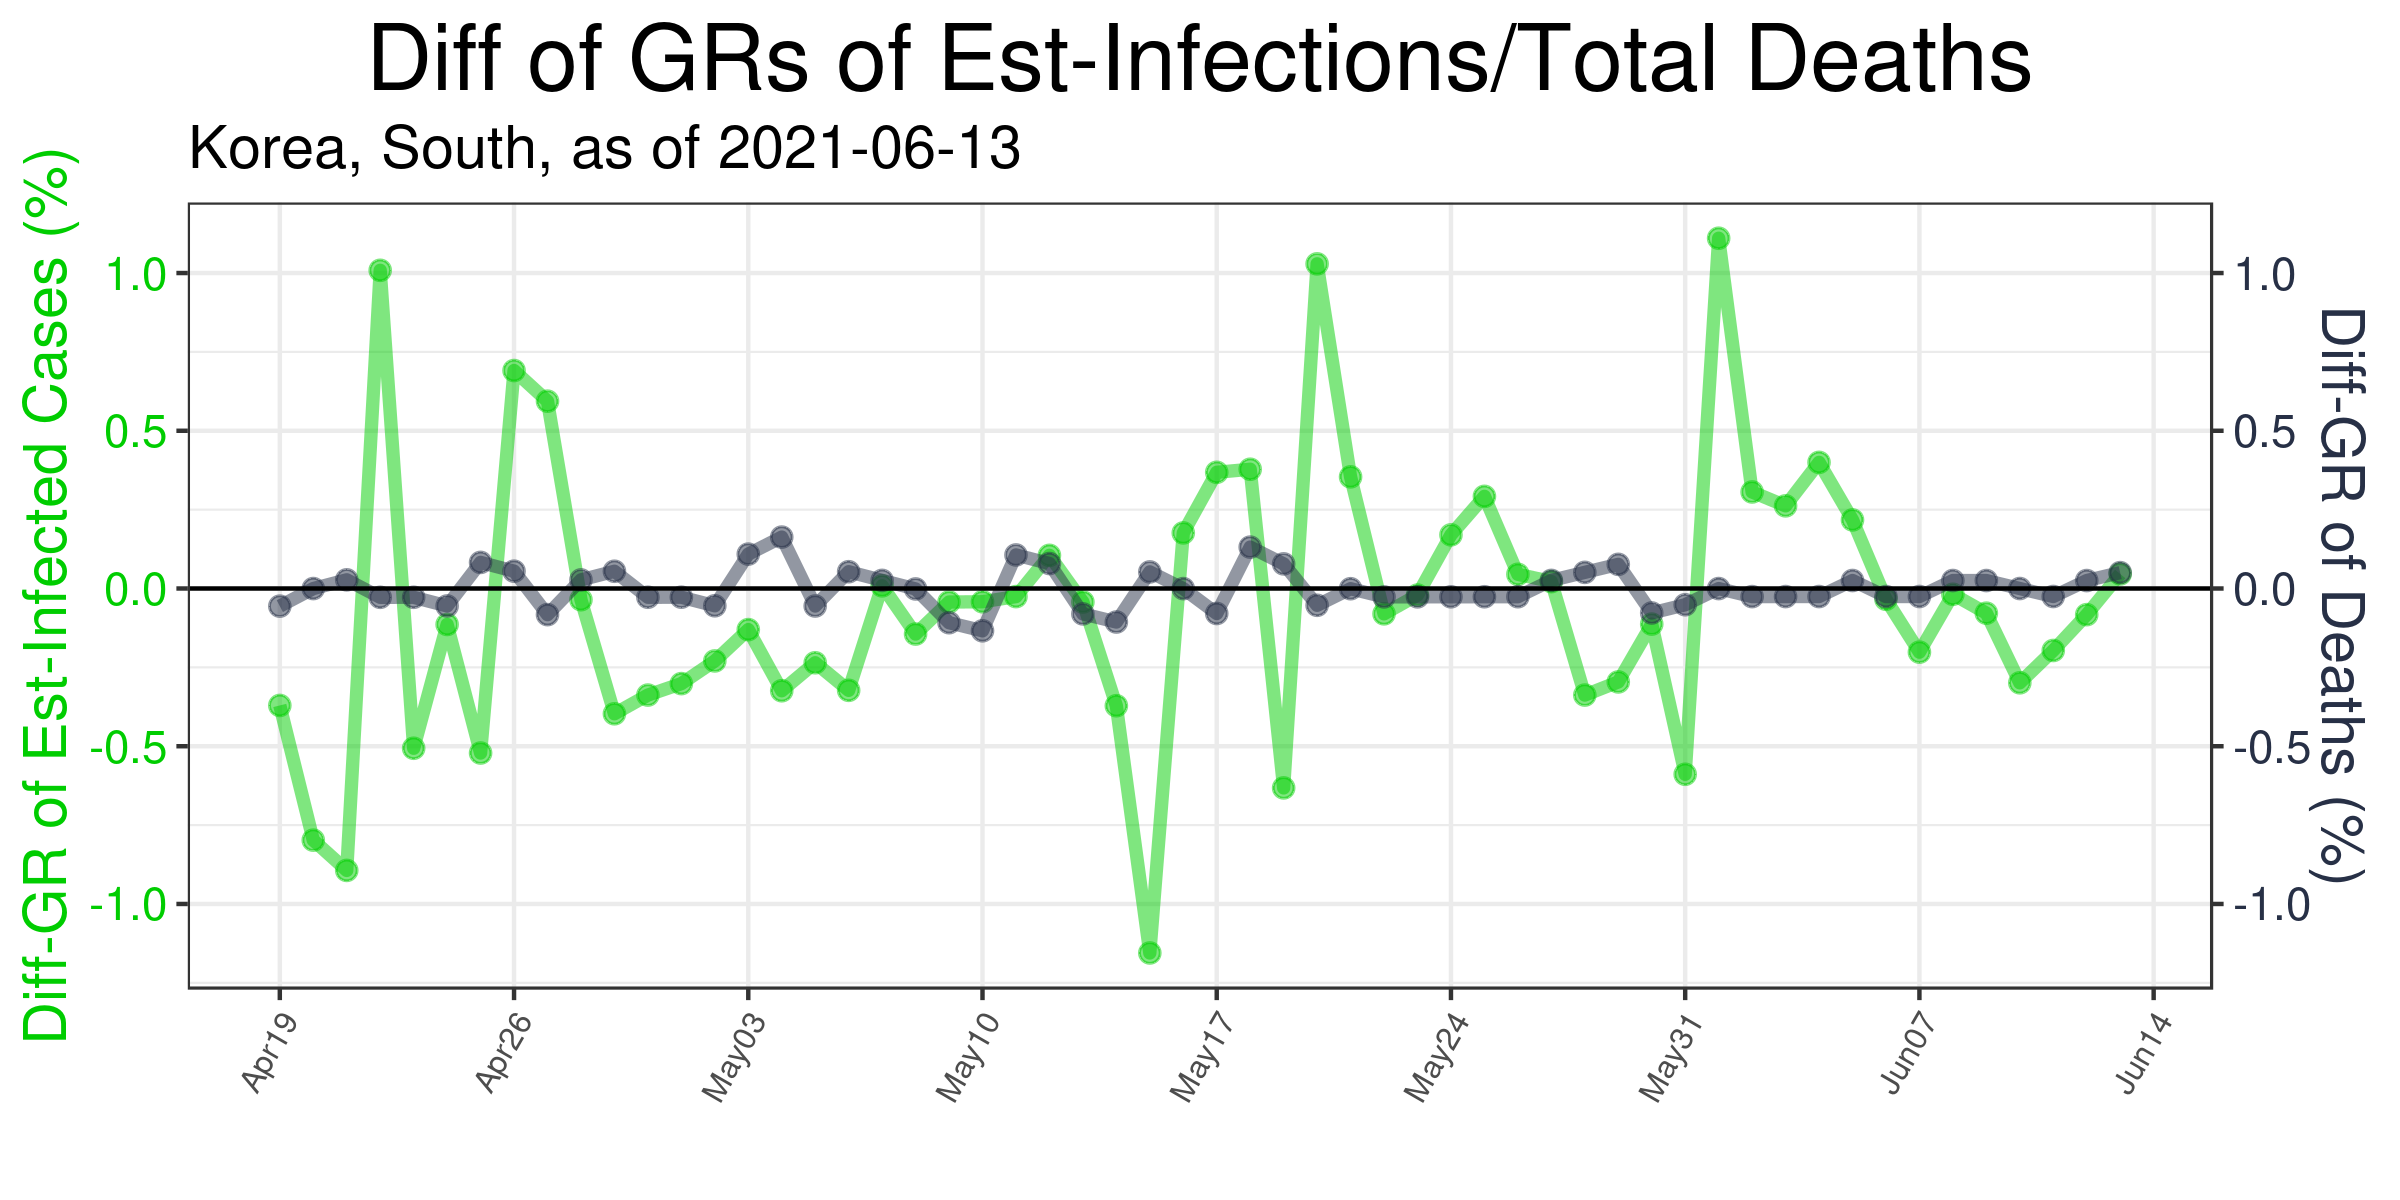 Diff of GRs of Est-Infections/Total Deaths
Korea, South, as of 2021-06-13
Diff-GR of Est-Infected Cases (%)
1.0
0.5
0.0
-0.5
-1.0
1.0
0.5
0.0
-0.5
-1.0
Diff-GR of Deaths (%)
Apr19
Apr26
May03
May10
May17
May24
May31
Jun07
Jun14